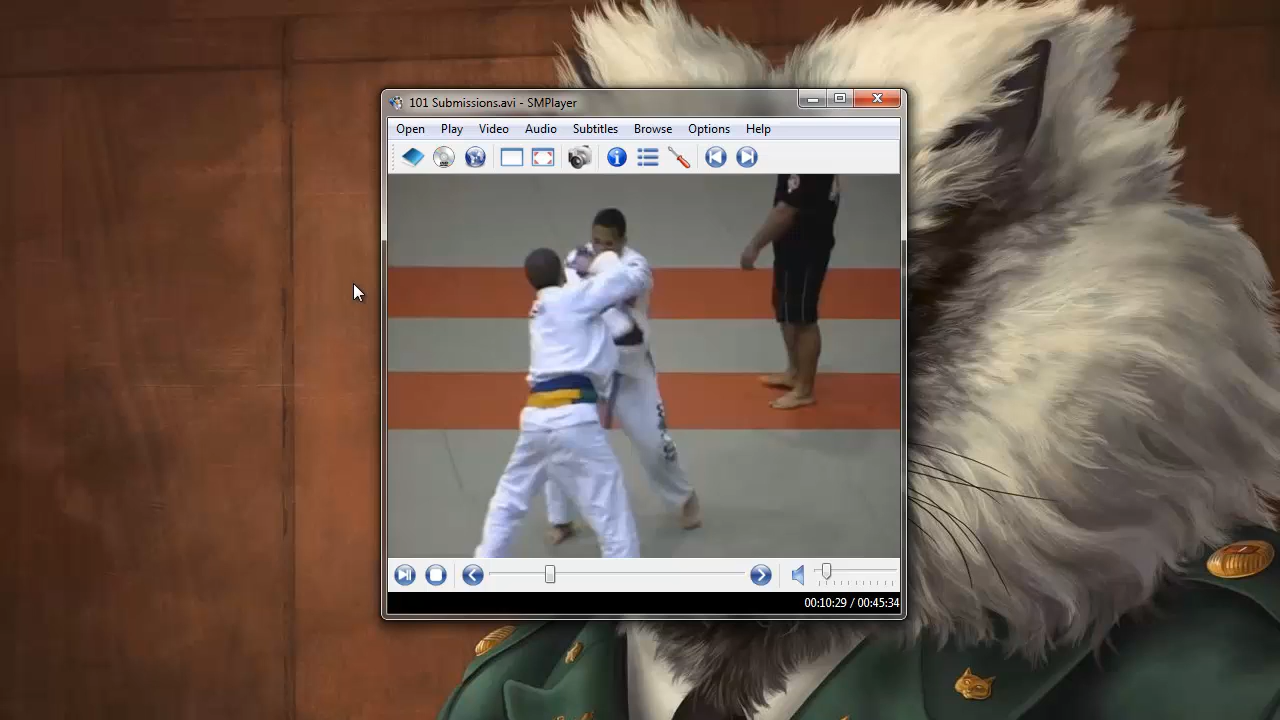 101 Submissions.avi - SMPlayer
Open Play Video Audio Subtitles Browse Options Help
00:10:29 / 00:45:34